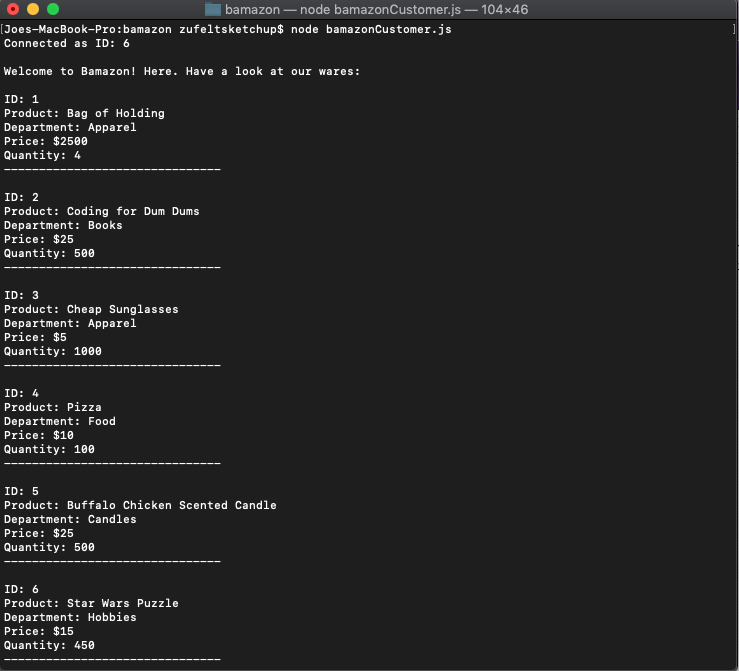 bamazon — node bamazonCustomer.js — 104×46
[Joes-MacBook-Pro:bamazon zufeltsketchup$ node bamazonCustomer.js ]
Connected as ID: 6
Welcome to Bamazon! Here. Have a look at our wares:
ID: 1
Product: Bag of Holding
Department: Apparel
Price: $2500
Quantity: 4
-------------------------------
ID: 2
Product: Coding for Dum Dums
Department: Books
Price: $25
Quantity: 500
-------------------------------
ID: 3
Product: Cheap Sunglasses
Department: Apparel
Price: $5
Quantity: 1000
-------------------------------
ID: 4
Product: Pizza
Department: Food
Price: $10
Quantity: 100
-------------------------------
ID: 5
Product: Buffalo Chicken Scented Candle
Department: Candles
Price: $25
Quantity: 500
-------------------------------
ID: 6
Product: Star Wars Puzzle
Department: Hobbies
Price: $15
Quantity: 450
-------------------------------